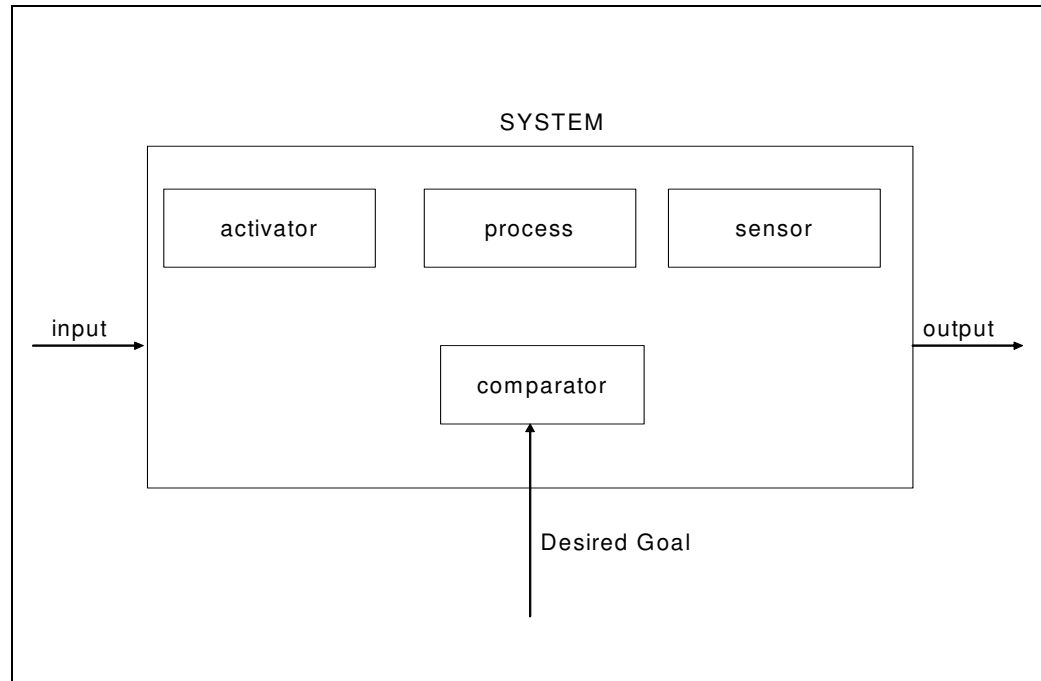 SYSTEM
activator
process
sensor
input
output
comparator
Desired Goal